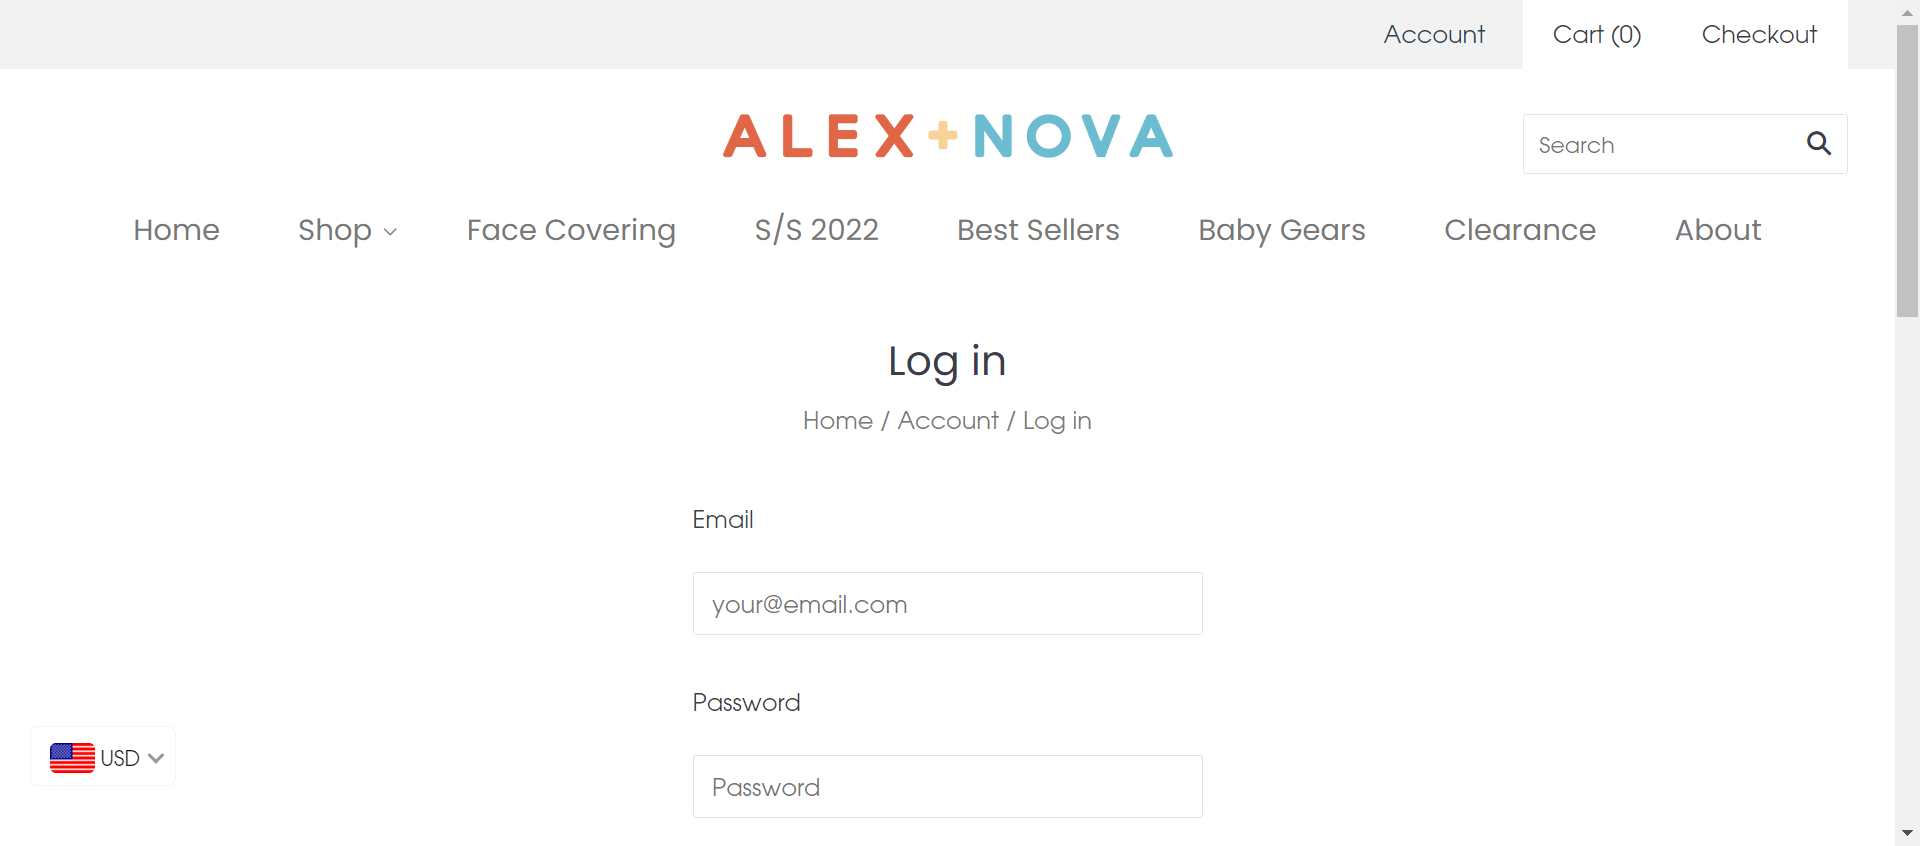 Account Cart (0) Checkout
ALEX+NOVA
Search
Home Shop Face Covering S/S 2022 Best Sellers Baby Gears Clearance About
Log in
Home / Account / Log in
Email
your@email.com
Password
Password
USD